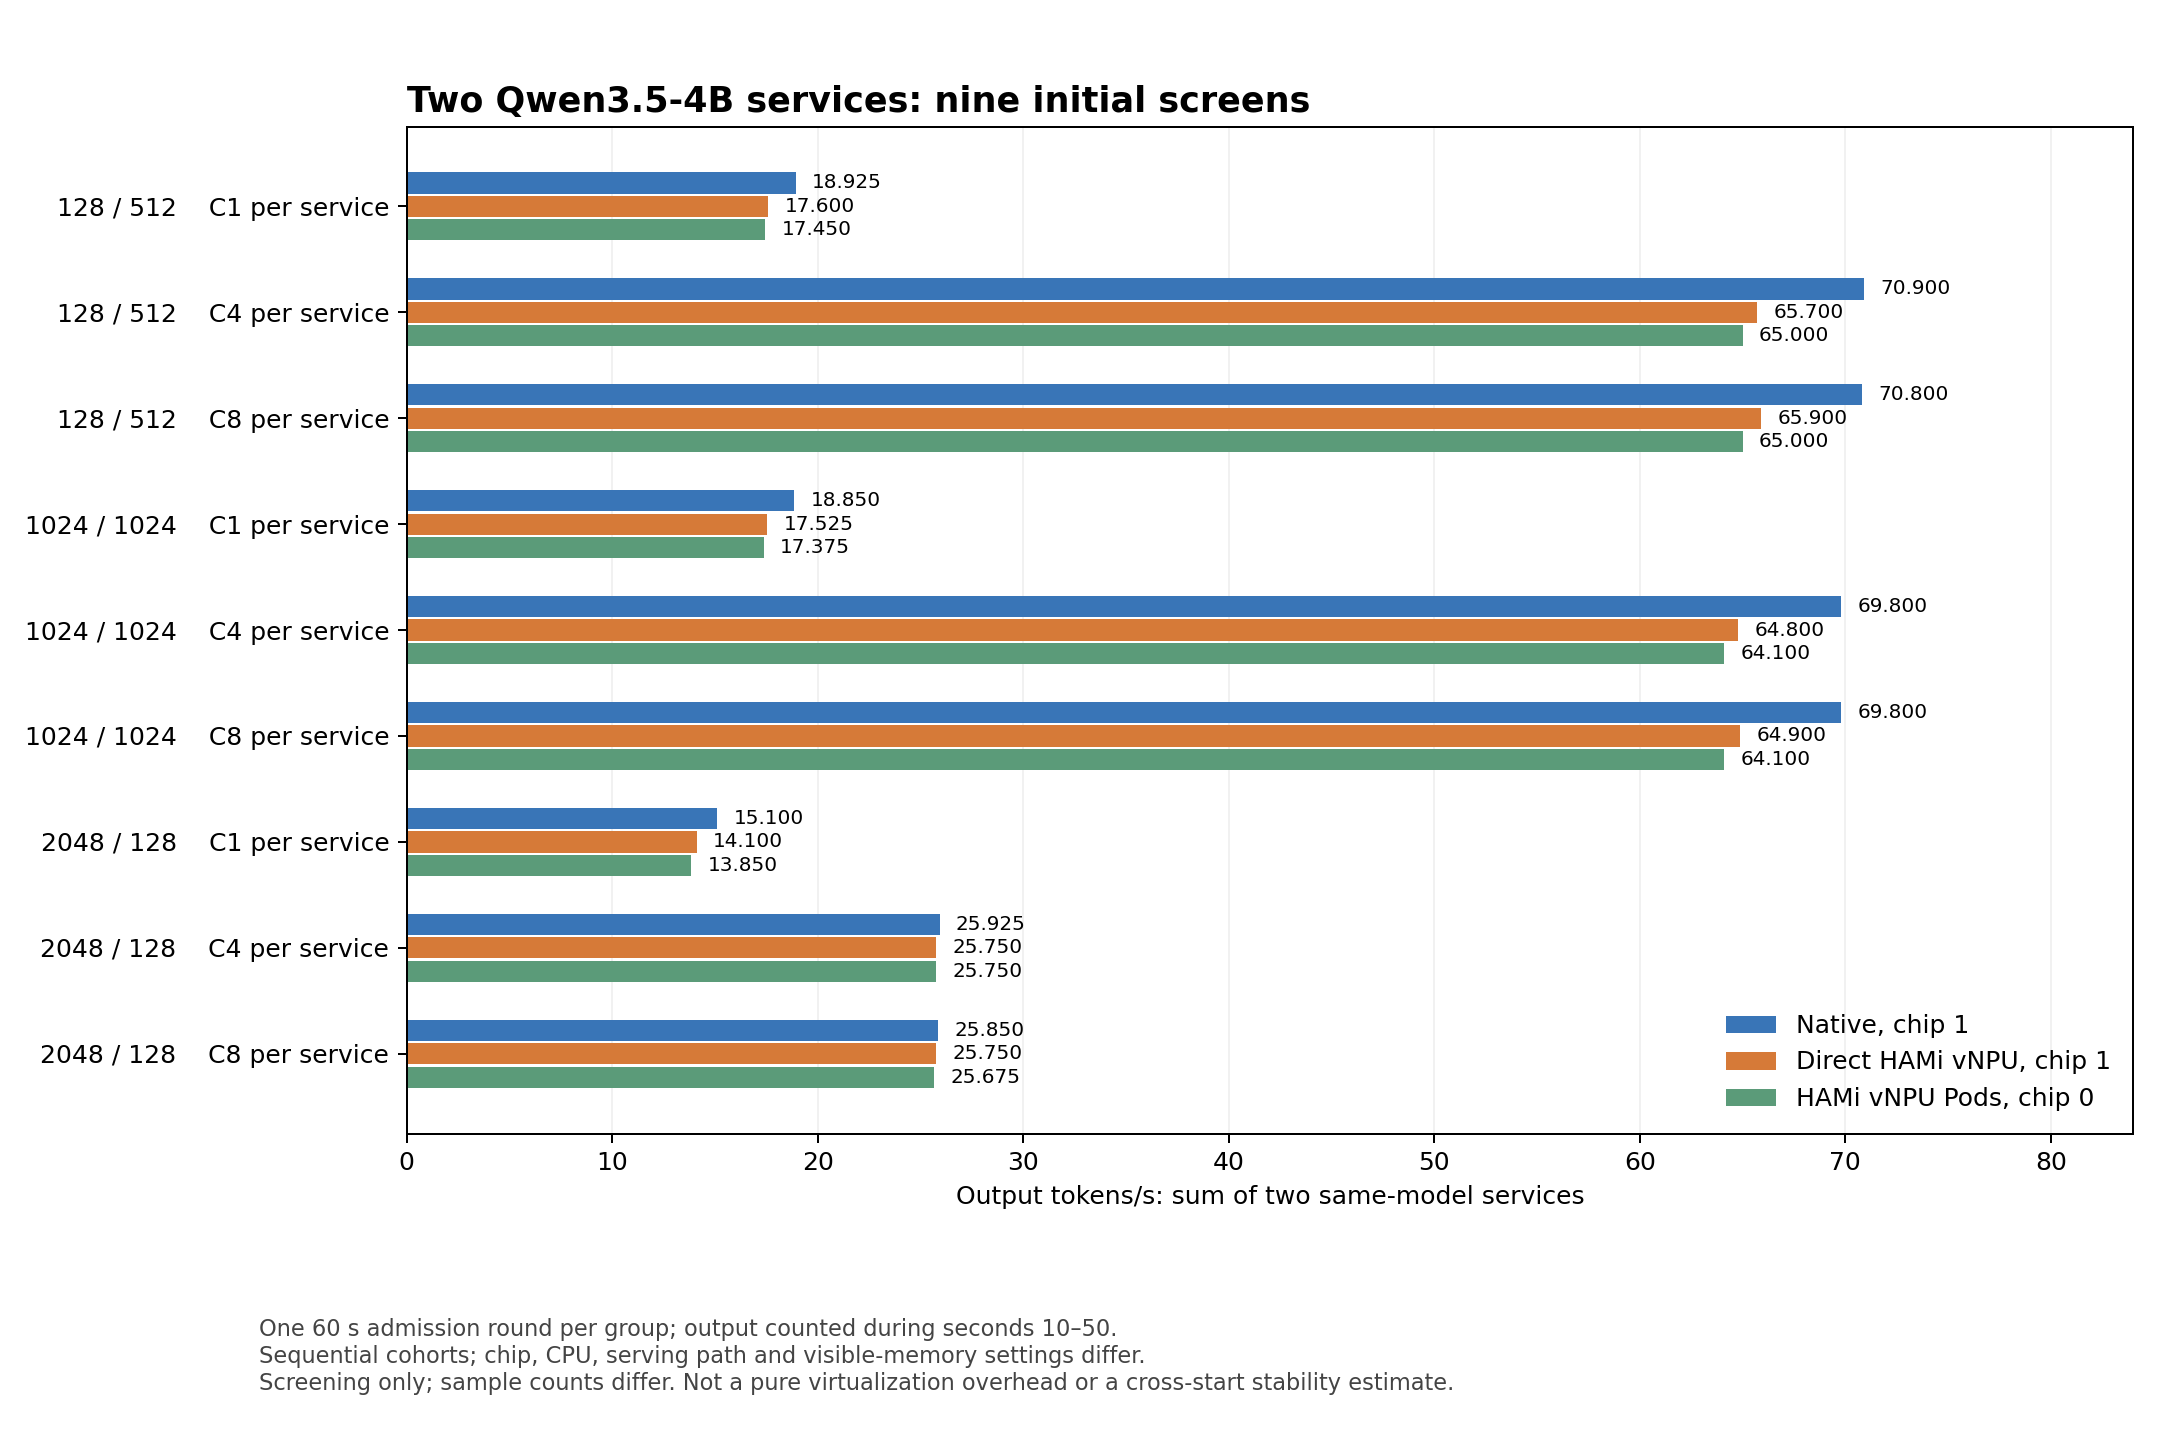 Two Qwen3.5-4B services: nine initial screens
128 / 512 C1 per service
18.925
17.600
17.450
128 / 512 C4 per service
70.900
65.700
65.000
128 / 512 C8 per service
70.800
65.900
65.000
1024 / 1024 C1 per service
18.850
17.525
17.375
1024 / 1024 C4 per service
69.800
64.800
64.100
1024 / 1024 C8 per service
69.800
64.900
64.100
2048 / 128 C1 per service
15.100
14.100
13.850
2048 / 128 C4 per service
25.925
25.750
25.750
2048 / 128 C8 per service
25.850
25.750
25.675
Native, chip 1
Direct HAMi vNPU, chip 1
HAMi vNPU Pods, chip 0
0 10 20 30 40 50 60 70 80
Output tokens/s: sum of two same-model services
One 60 s admission round per group; output counted during seconds 10–50.
Sequential cohorts; chip, CPU, serving path and visible-memory settings differ.
Screening only; sample counts differ. Not a pure virtualization overhead or a cross-start stability estimate.